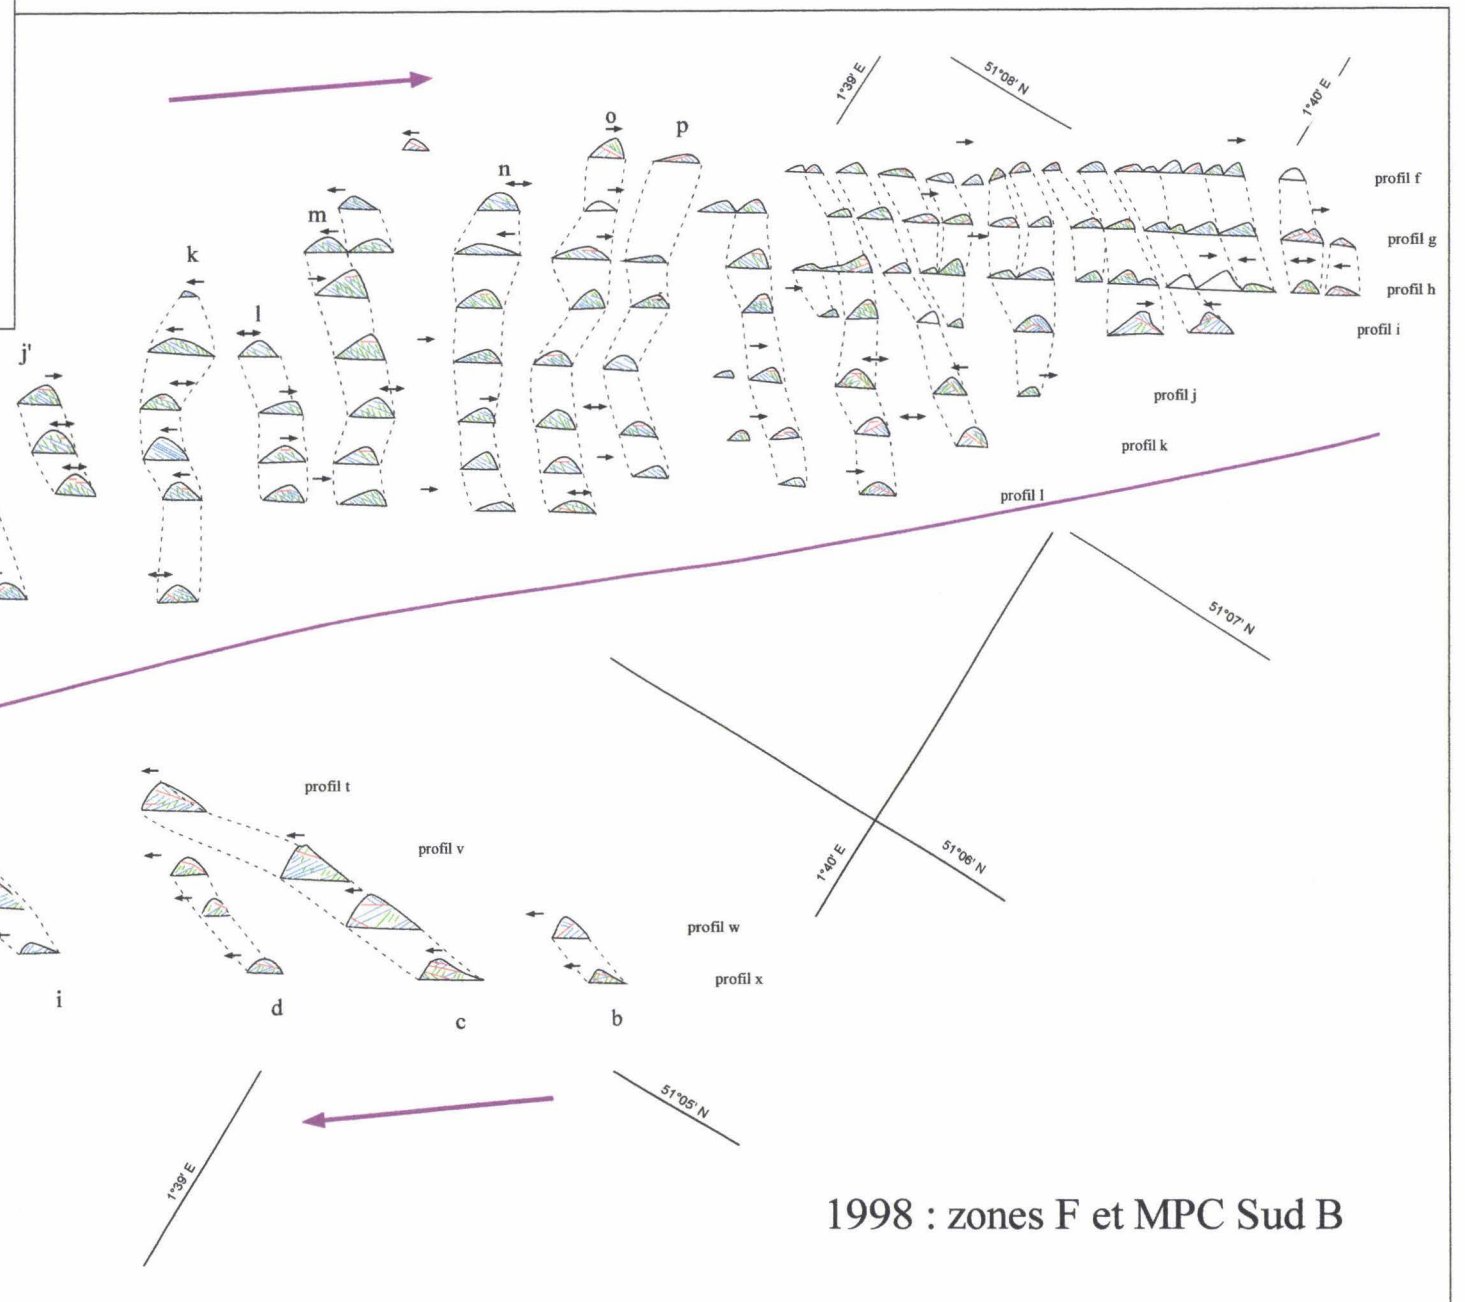 1°39' E
51°08' N
1°40' E
o
p
n
m
k
l
j'
profil f
profil g
profil h
profil i
profil j
profil k
profil l
51°07' N
51°06' N
1°40' E
profil t
profil v
profil w
profil x
i
d
c
b
51°05' N
1°39' E
1998 : zones F et MPC Sud B